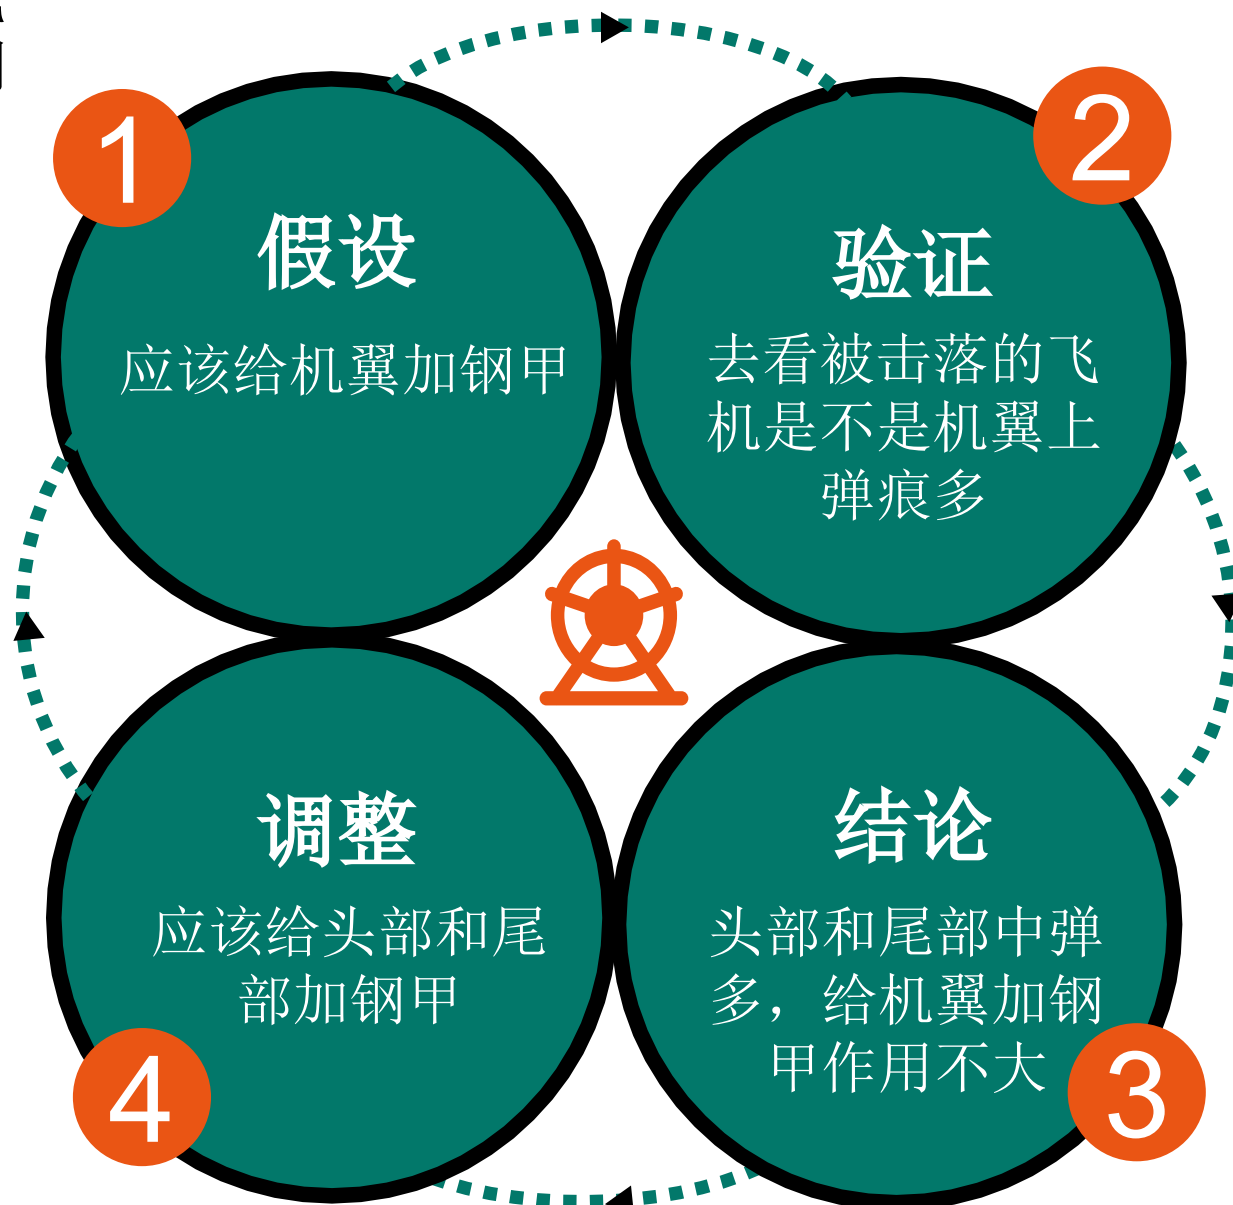 1
假设
应该给机翼加钢甲
2
验证
去看被击落的飞
机是不是机翼上
弹痕多
3
结论
头部和尾部中弹
多，给机翼加钢
甲作用不大
4
调整
应该给头部和尾
部加钢甲